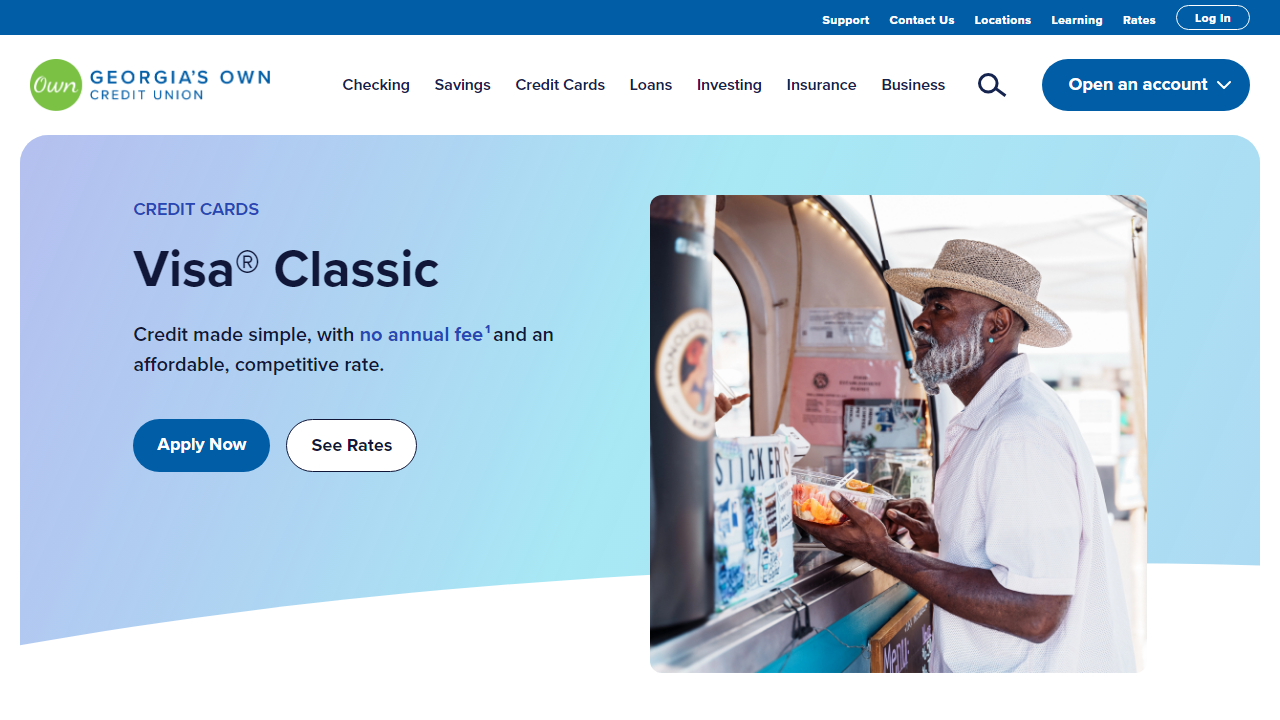 Support Contact Us Locations Learning Rates Log In
Own GEORGIA'S OWN
CREDIT UNION
Checking Savings Credit Cards Loans Investing Insurance Business Open an account
CREDIT CARDS
Visa® Classic
Credit made simple, with no annual fee¹ and an
affordable, competitive rate.
Apply Now See Rates
HONOLULU
STICKERS
Menu: